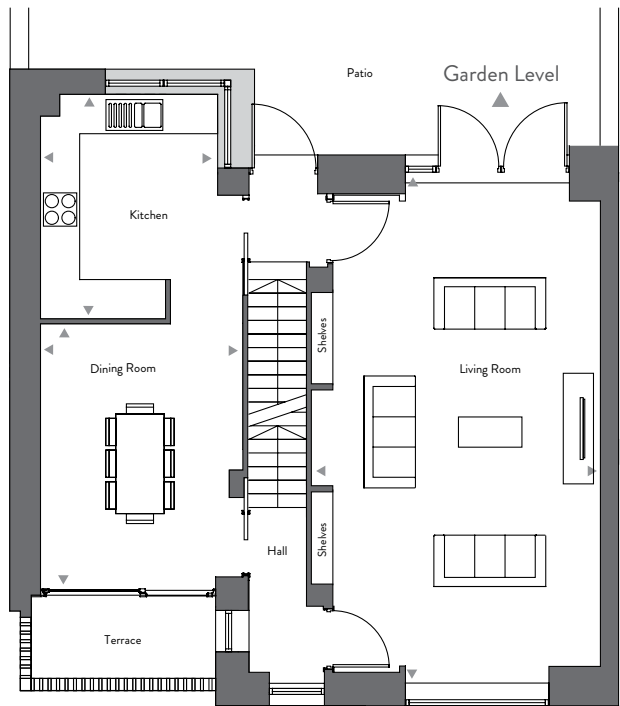 Patio
Garden Level
Kitchen
Shelves
Dining Room
Living Room
Shelves
Hall
Terrace